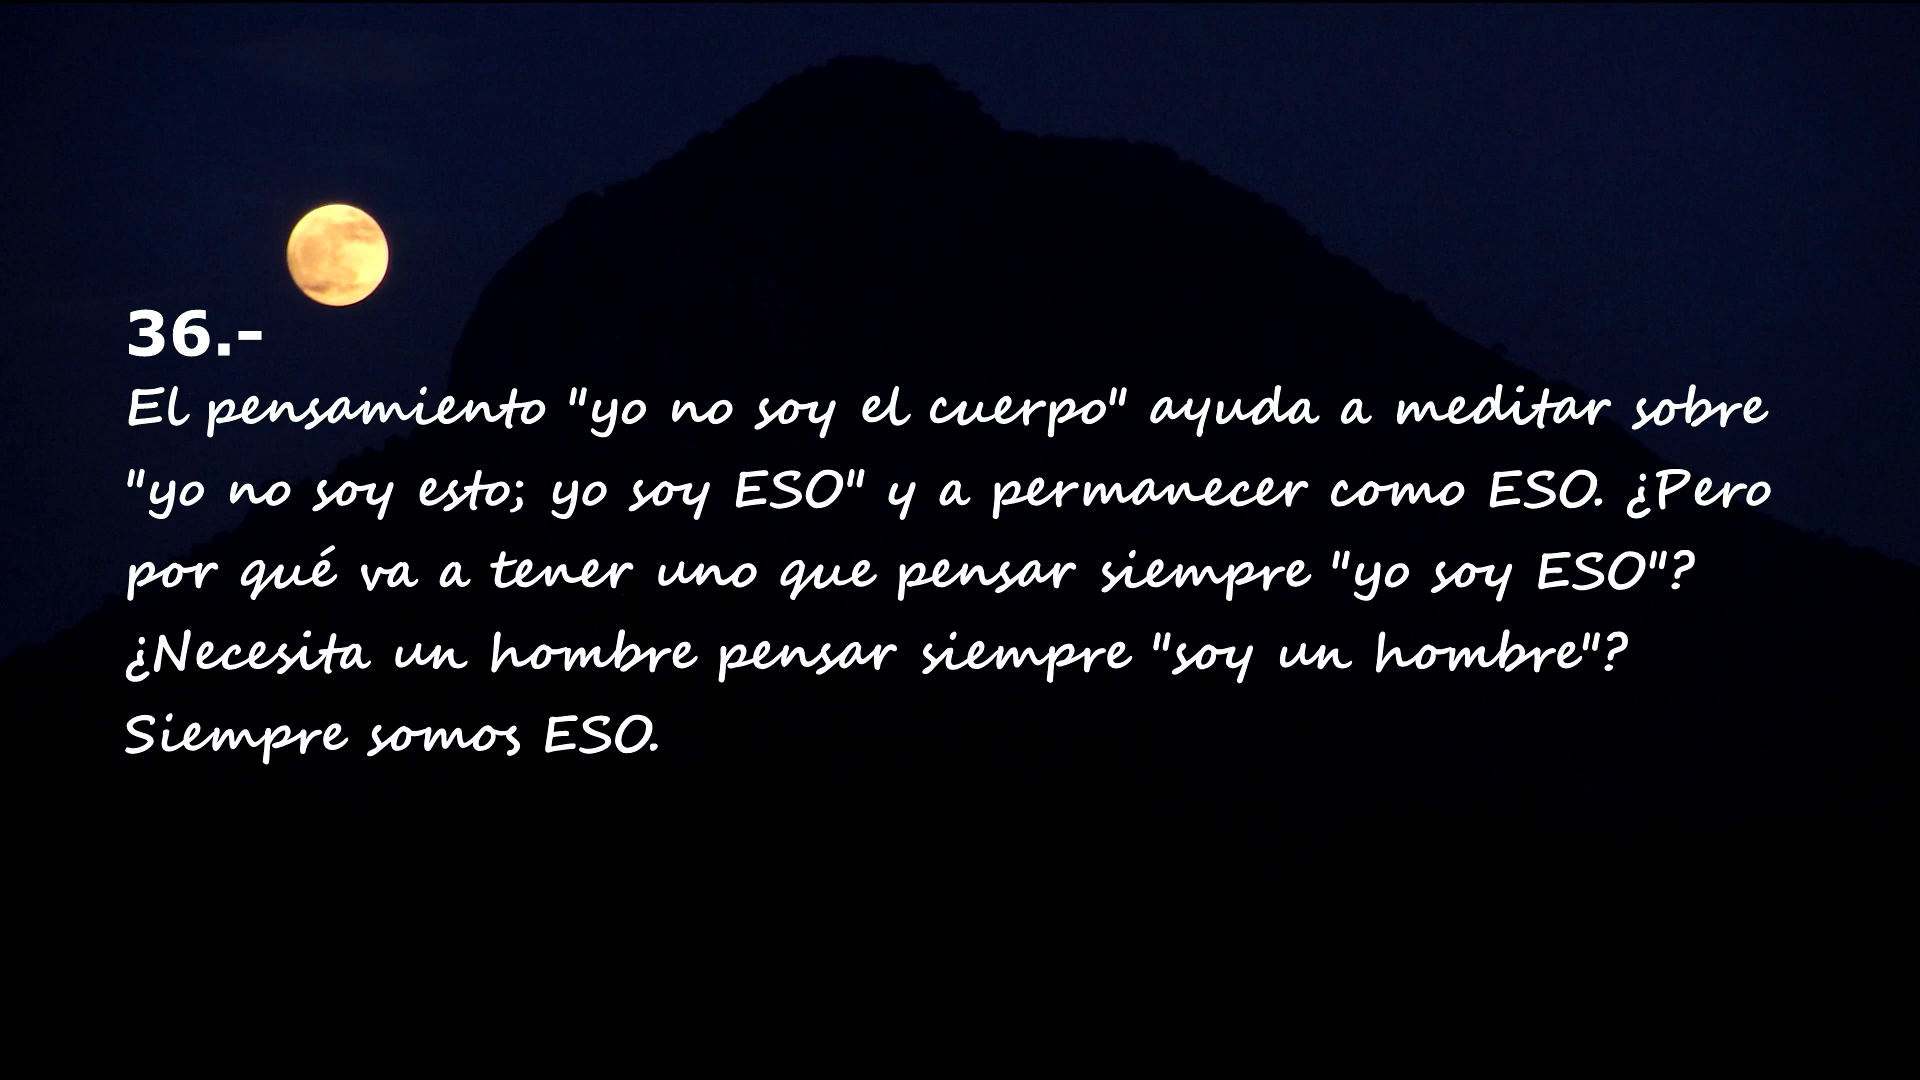 36.-
El pensamiento "yo no soy el cuerpo" ayuda a meditar sobre
"yo no soy esto; yo soy ESO" y a permanecer como ESO. ¿Pero
por qué va a tener uno que pensar siempre "yo soy ESO"?
¿Necesita un hombre pensar siempre "soy un hombre"?
Siempre somos ESO.